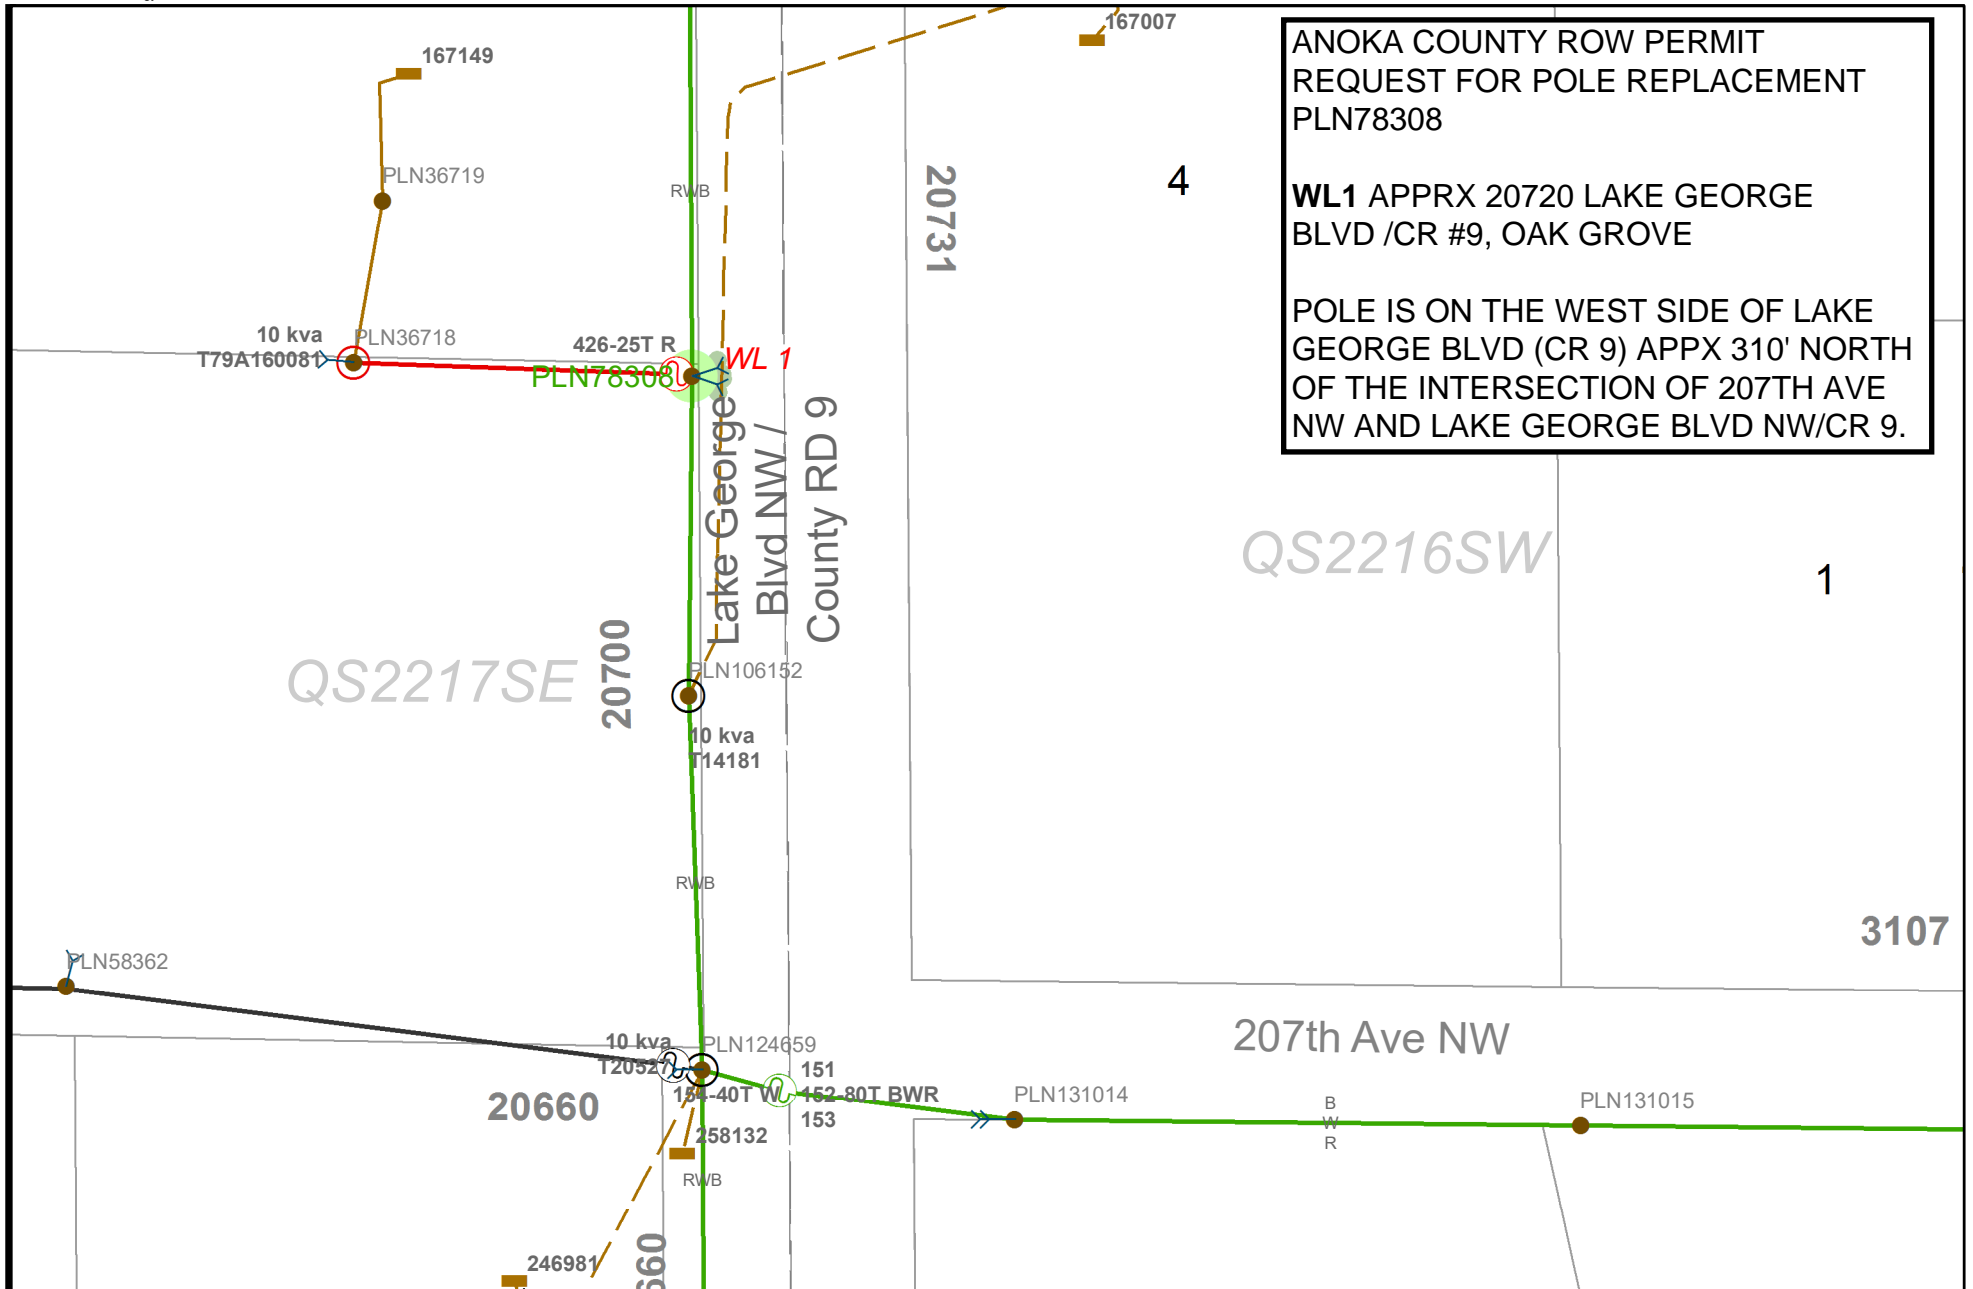 167149
167007
ANOKA COUNTY ROW PERMIT
REQUEST FOR POLE REPLACEMENT
PLN78308
WL1 APPRX 20720 LAKE GEORGE
BLVD /CR #9, OAK GROVE
POLE IS ON THE WEST SIDE OF LAKE
GEORGE BLVD (CR 9) APPX 310' NORTH
OF THE INTERSECTION OF 207TH AVE
NW AND LAKE GEORGE BLVD NW/CR 9.
PLN36719
RWB
20731
4
10 kva
T79A160081
PLN36718
426-25T R
PLN78308
WL 1
Lake George
Blvd NW /
County RD 9
QS2216SW
1
QS2217SE
20700
PLN106152
10 kva
T14181
RWB
3107
PLN58362
207th Ave NW
10 kva
T20527
PLN124659
151
154-40T W
152-80T BWR
153
PLN131014
B
W
R
PLN131015
20660
258132
RWB
246981
660